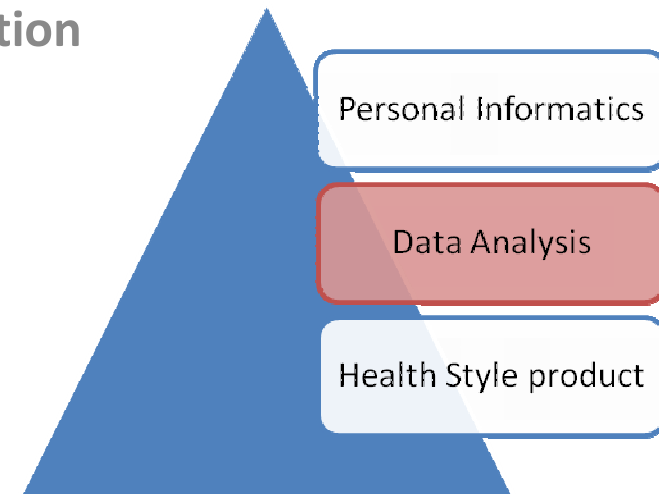 tion
Personal Informatics
Data Analysis
Health Style product